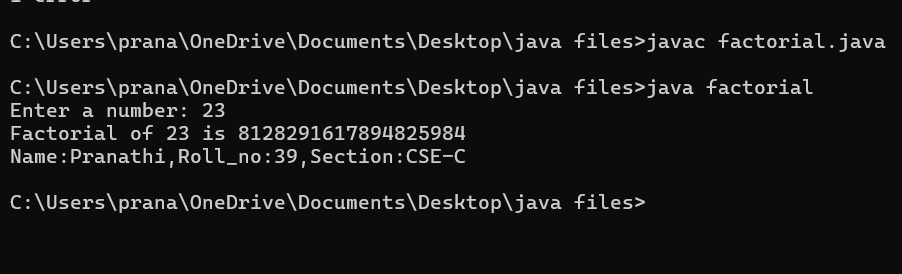 1 error
C:\Users\prana\OneDrive\Documents\Desktop\java files>javac factorial.java
C:\Users\prana\OneDrive\Documents\Desktop\java files>java factorial
Enter a number: 23
Factorial of 23 is 8128291617894825984
Name:Pranathi,Roll_no:39,Section:CSE-C
C:\Users\prana\OneDrive\Documents\Desktop\java files>